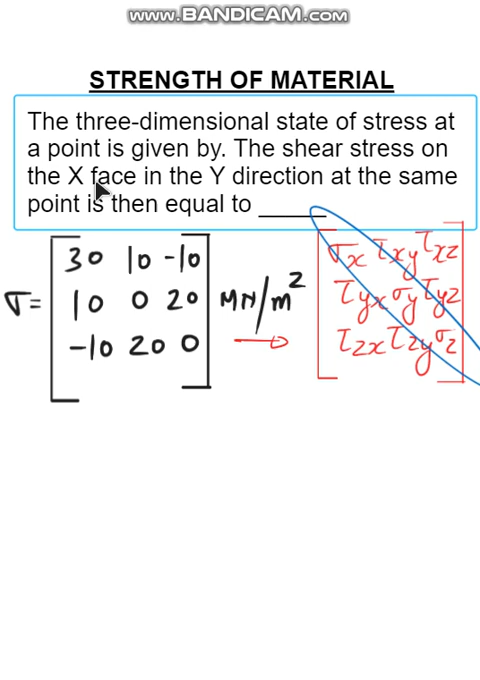 www.BANDICAM.com
STRENGTH OF MATERIAL
The three-dimensional state of stress at
a point is given by. The shear stress on
the X face in the Y direction at the same
point is then equal to _____
σ = [30 10 -10
10 0 20
-10 20 0] MN/m² →
[σx τxy τxz
τyx σy τyz
τzx τzy σz]